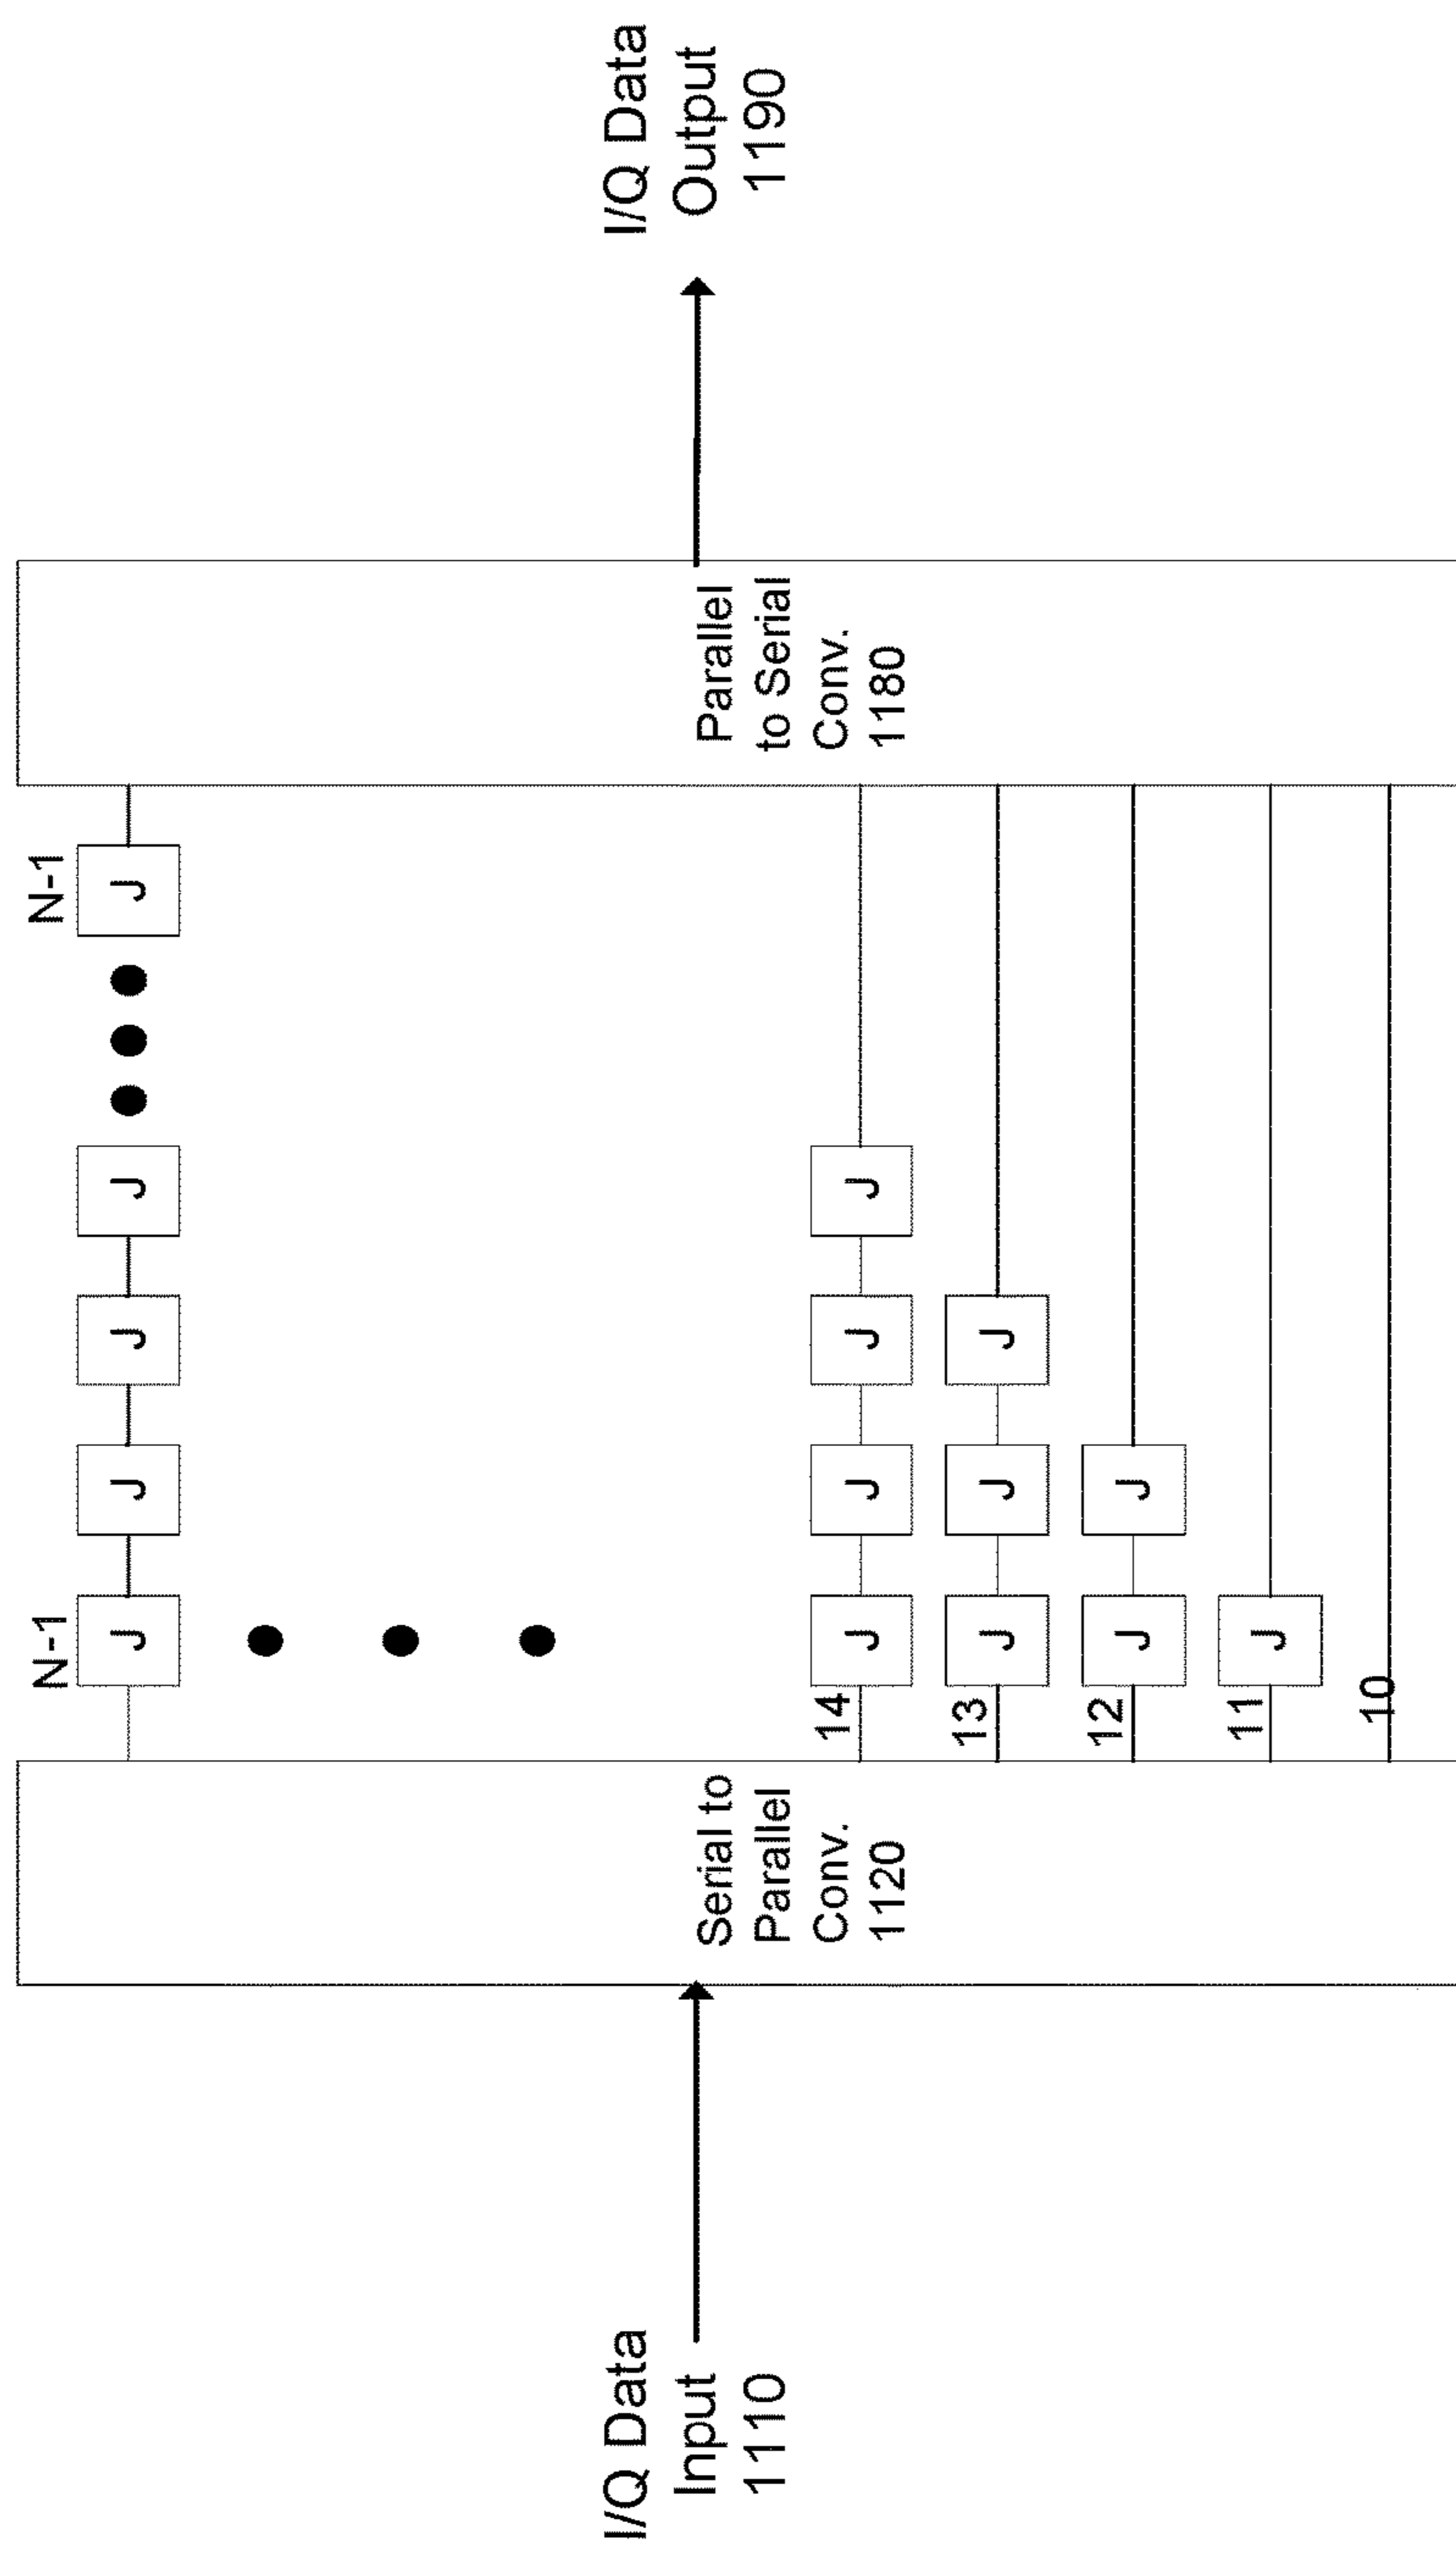 N-1
N-1
J J J J J
I/Q Data
Input
1110
Serial to
Parallel
Conv.
1120
Parallel
to Serial
Conv.
1180
I/Q Data
Output
1190
14
J J J J
13
J J J
12
J J
11
J
10